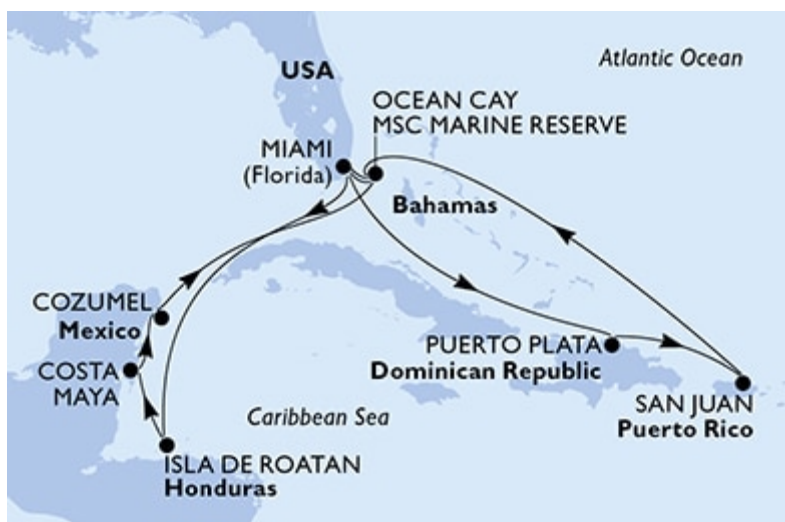 Atlantic Ocean
USA
OCEAN CAY
MSC MARINE RESERVE
MIAMI
(Florida)
Bahamas
COZUMEL
Mexico
PUERTO PLATA
Dominican Republic
COSTA
MAYA
SAN JUAN
Puerto Rico
Caribbean Sea
ISLA DE ROATAN
Honduras